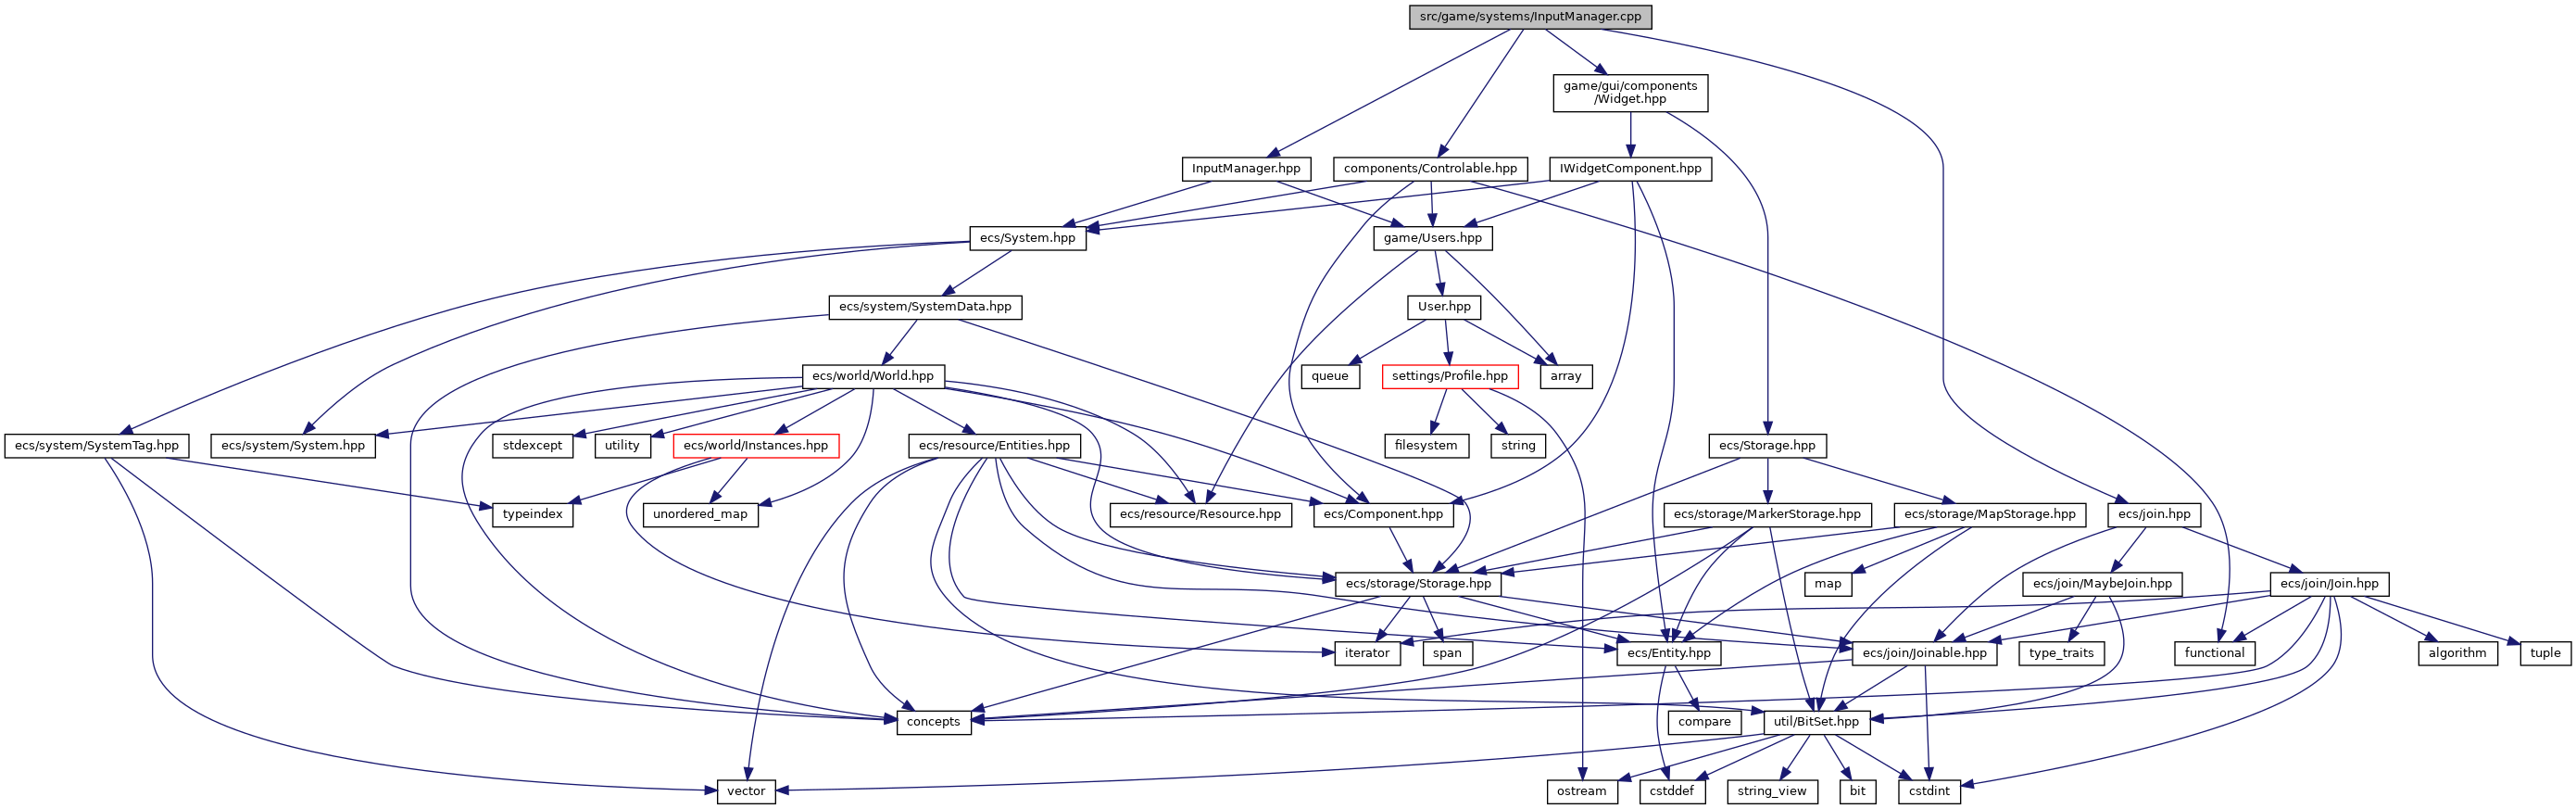 src/game/systems/InputManager.cpp
game/gui/components
/Widget.hpp
InputManager.hpp
components/Controlable.hpp
IWidgetComponent.hpp
ecs/System.hpp
game/Users.hpp
ecs/system/SystemData.hpp
User.hpp
ecs/world/World.hpp
queue
settings/Profile.hpp
array
ecs/system/SystemTag.hpp
ecs/system/System.hpp
stdexcept
utility
ecs/world/Instances.hpp
ecs/resource/Entities.hpp
filesystem
string
ecs/Storage.hpp
typeindex
unordered_map
ecs/resource/Resource.hpp
ecs/Component.hpp
ecs/storage/MarkerStorage.hpp
ecs/storage/MapStorage.hpp
ecs/join.hpp
ecs/storage/Storage.hpp
map
ecs/join/MaybeJoin.hpp
ecs/join/Join.hpp
iterator
span
ecs/Entity.hpp
ecs/join/Joinable.hpp
type_traits
functional
algorithm
tuple
concepts
compare
util/BitSet.hpp
vector
ostream
cstddef
string_view
bit
cstdint